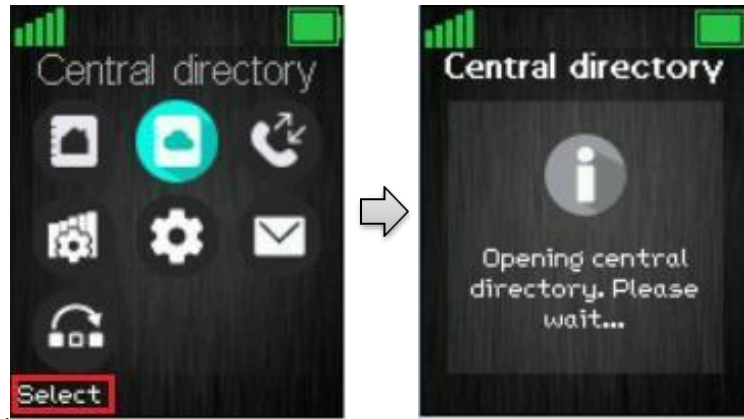 Central directory
Select
Central directory
Opening central
directory. Please
wait...